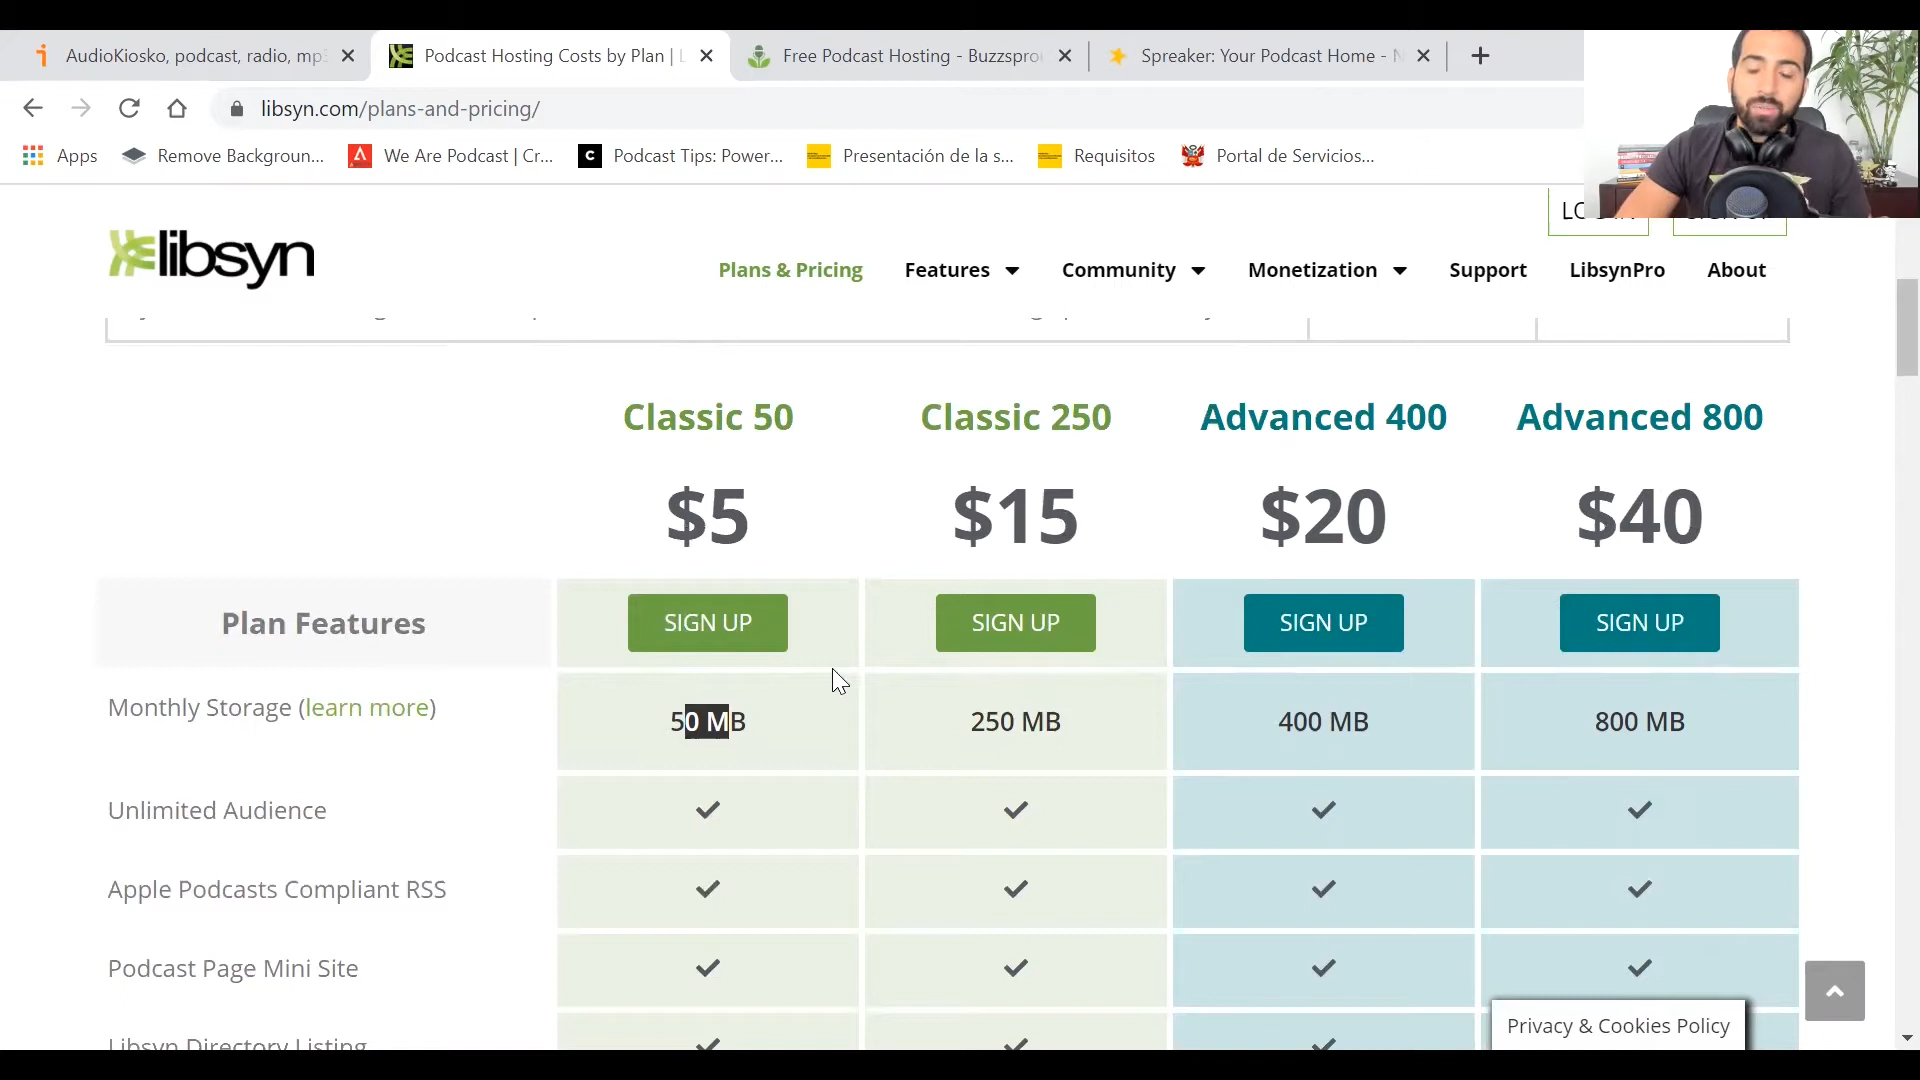 AudioKiosko, podcast, radio, mp
Podcast Hosting Costs by Plan |
Free Podcast Hosting - Buzzspro
Spreaker: Your Podcast Home - N
libsyn.com/plans-and-pricing/
Apps
Remove Backgroun...
We Are Podcast | Cr...
Podcast Tips: Power...
Presentación de la s...
Requisitos
Portal de Servicios...
libsyn
Plans & Pricing
Features
Community
Monetization
Support
LibsynPro
About
Classic 50
Classic 250
Advanced 400
Advanced 800
$5
$15
$20
$40
Plan Features
SIGN UP
SIGN UP
SIGN UP
SIGN UP
Monthly Storage (learn more)
50 MB
250 MB
400 MB
800 MB
Unlimited Audience
Apple Podcasts Compliant RSS
Podcast Page Mini Site
Libsyn Directory Listing
Privacy & Cookies Policy